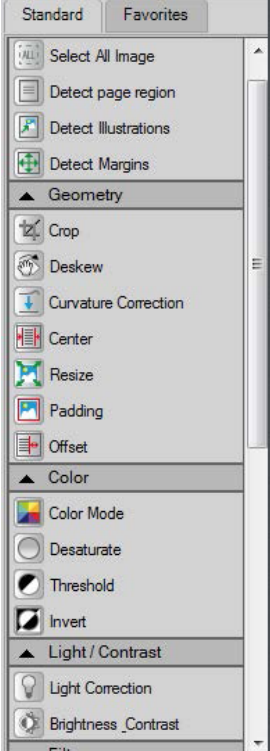 Standard Favorites
ALL Select All Image
Detect page region
Detect Illustrations
Detect Margins
Geometry
Crop
Deskew
Curvature Correction
Center
Resize
Padding
Offset
Color
Color Mode
Desaturate
Threshold
Invert
Light / Contrast
Light Correction
Brightness_Contrast